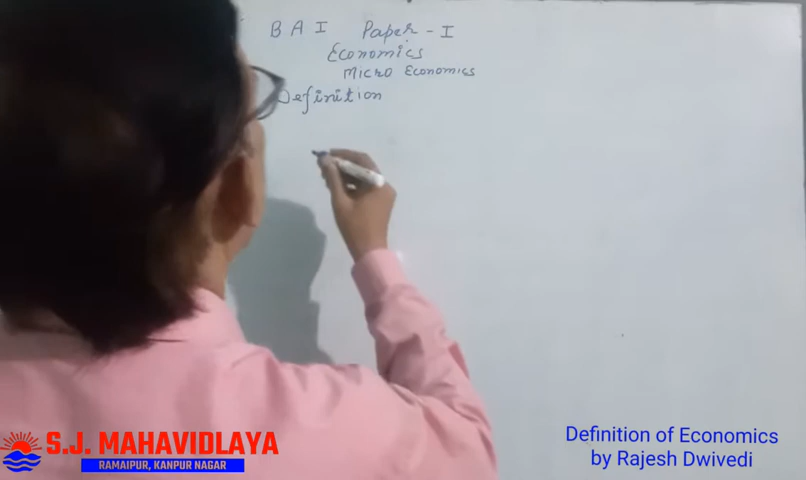 B A I Paper - I
Economics
Micro Economics
Definition
S.J. MAHAVIDLAYA
RAMAIPUR, KANPUR NAGAR
Definition of Economics
by Rajesh Dwivedi